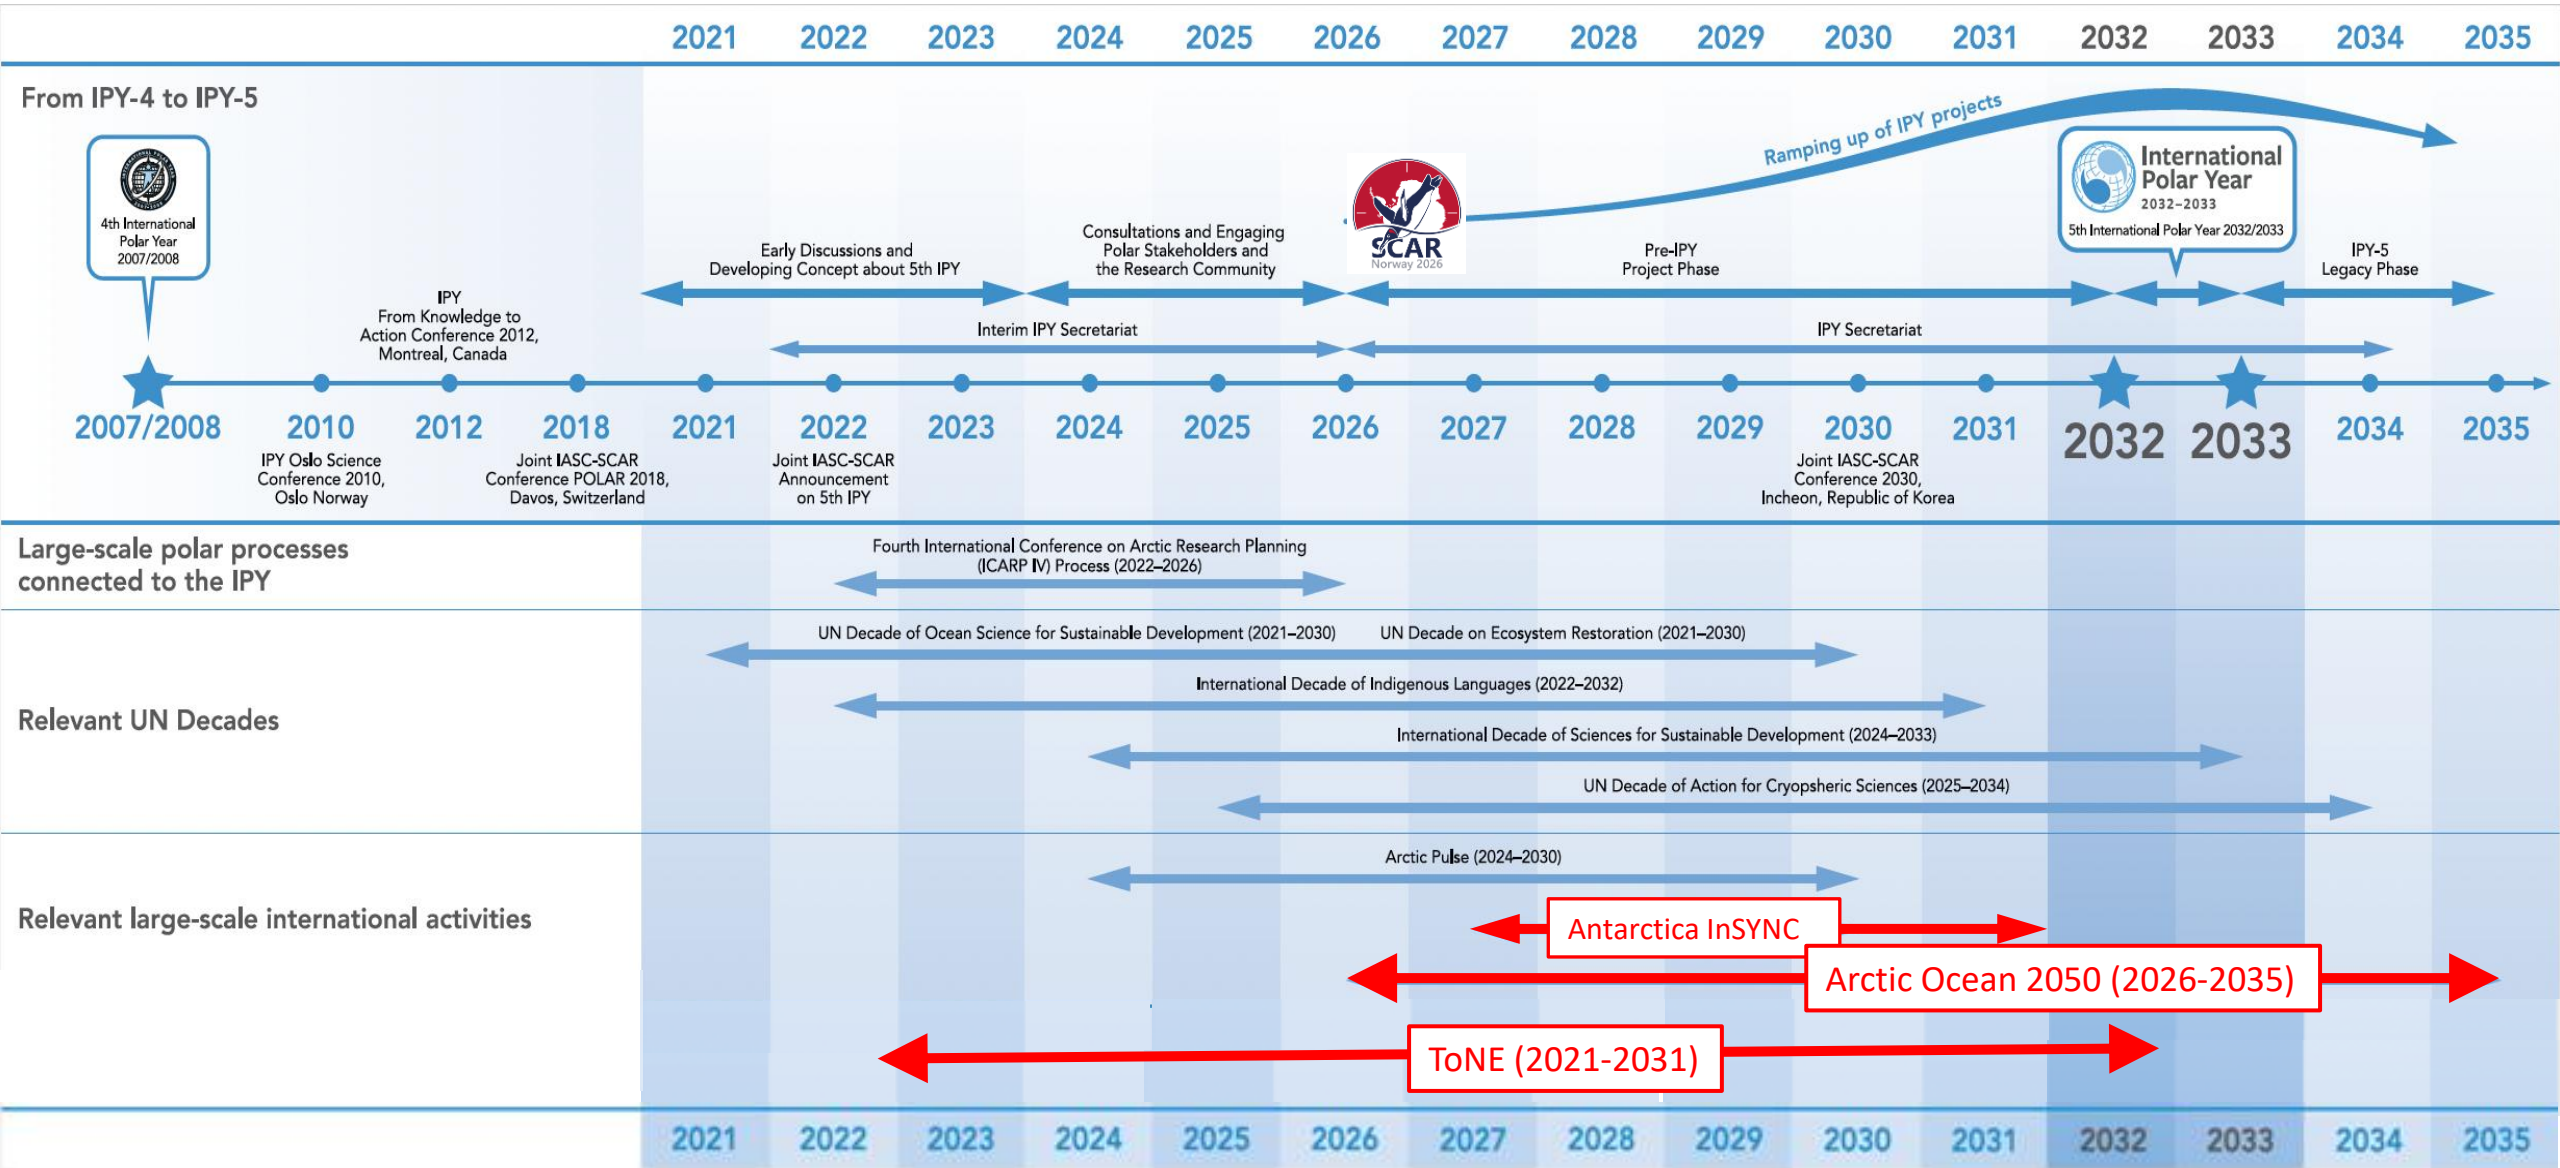 2021 2022 2023 2024 2025 2026 2027 2028 2029 2030 2031 2032 2033 2034 2035
From IPY-4 to IPY-5
4th International
Polar Year
2007/2008
IPY
From Knowledge to
Action Conference 2012,
Montreal, Canada
Early Discussions and
Developing Concept about 5th IPY
Consultations and Engaging
Polar Stakeholders and
the Research Community
SCAR
Norway 2026
Ramping up of IPY projects
Pre-IPY
Project Phase
International
Polar Year
2032–2033
5th International Polar Year 2032/2033
IPY-5
Legacy Phase
Interim IPY Secretariat
IPY Secretariat
2007/2008 2010 2012 2018 2021 2022 2023 2024 2025 2026 2027 2028 2029 2030 2031 2032 2033 2034 2035
IPY Oslo Science
Conference 2010,
Oslo Norway
Joint IASC-SCAR
Conference POLAR 2018,
Davos, Switzerland
Joint IASC-SCAR
Announcement
on 5th IPY
Joint IASC-SCAR
Conference 2030,
Incheon, Republic of Korea
Large-scale polar processes
connected to the IPY
Fourth International Conference on Arctic Research Planning
(ICARP IV) Process (2022–2026)
Relevant UN Decades
UN Decade of Ocean Science for Sustainable Development (2021–2030)
UN Decade on Ecosystem Restoration (2021–2030)
International Decade of Indigenous Languages (2022–2032)
International Decade of Sciences for Sustainable Development (2024–2033)
UN Decade of Action for Cryopsheric Sciences (2025–2034)
Relevant large-scale international activities
Arctic Pulse (2024–2030)
Antarctica InSYNC
Arctic Ocean 2050 (2026-2035)
ToNE (2021-2031)
2021 2022 2023 2024 2025 2026 2027 2028 2029 2030 2031 2032 2033 2034 2035